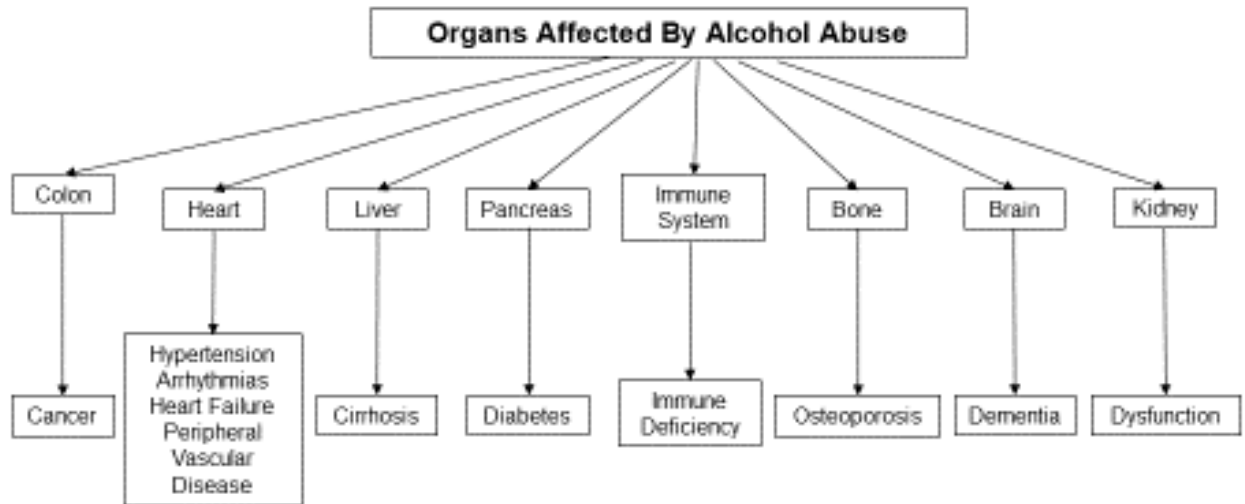 Organs Affected By Alcohol Abuse
Colon
Heart
Liver
Pancreas
Immune
System
Bone
Brain
Kidney
Cancer
Hypertension
Arrhythmias
Heart Failure
Peripheral
Vascular
Disease
Cirrhosis
Diabetes
Immune
Deficiency
Osteoporosis
Dementia
Dysfunction